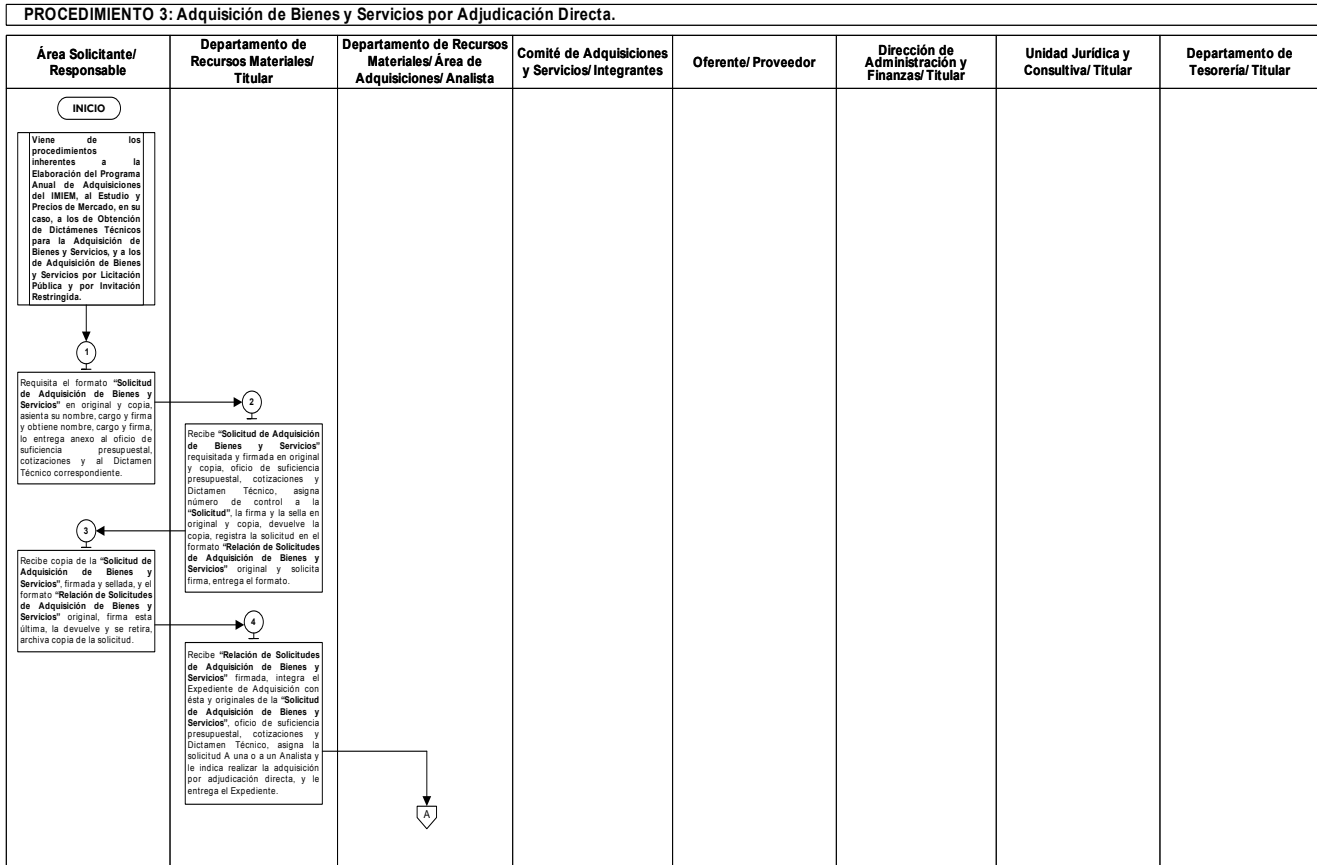 PROCEDIMIENTO 3: Adquisición de Bienes y Servicios por Adjudicación Directa.
Área Solicitante/
Responsable
Departamento de
Recursos Materiales/
Titular
Departamento de Recursos
Materiales/ Área de
Adquisiciones/ Analista
Comité de Adquisiciones
y Servicios/ Integrantes
Oferente/ Proveedor
Dirección de
Administración y
Finanzas/ Titular
Unidad Jurídica y
Consultiva/ Titular
Departamento de
Tesorería/ Titular
INICIO
Viene de los
procedimientos
inherentes a la
Elaboración del Programa
Anual de Adquisiciones
del IMIEM, al Estudio y
Precios de Mercado, en su
caso, a los de Obtención
de Dictámenes Técnicos
para la Adquisición de
Bienes y Servicios, y a los
de Adquisición de Bienes
y Servicios por Licitación
Pública y por Invitación
Restringida.
1
Requisita el formato “Solicitud
de Adquisición de Bienes y
Servicios” en original y copia,
asienta su nombre, cargo y firma
y obtiene nombre, cargo y firma,
lo entrega anexo al oficio de
suficiencia presupuestal,
cotizaciones y al Dictamen
Técnico correspondiente.
2
Recibe “Solicitud de Adquisición
de Bienes y Servicios”
requisitada y firmada en original
y copia, oficio de suficiencia
presupuestal, cotizaciones y
Dictamen Técnico, asigna
número de control a la
“Solicitud”, la firma y la sella en
original y copia, devuelve la
copia, registra la solicitud en el
formato “Relación de Solicitudes
de Adquisición de Bienes y
Servicios” original y solicita
firma, entrega el formato.
3
Recibe copia de la “Solicitud de
Adquisición de Bienes y
Servicios”, firmada y sellada, y el
formato “Relación de Solicitudes
de Adquisición de Bienes y
Servicios” original, firma esta
última, la devuelve y se retira,
archiva copia de la solicitud.
4
Recibe “Relación de Solicitudes
de Adquisición de Bienes y
Servicios” firmada, integra el
Expediente de Adquisición con
ésta y originales de la “Solicitud
de Adquisición de Bienes y
Servicios”, oficio de suficiencia
presupuestal, cotizaciones y
Dictamen Técnico, asigna la
solicitud A una o a un Analista y
le indica realizar la adquisición
por adjudicación directa, y le
entrega el Expediente.
A